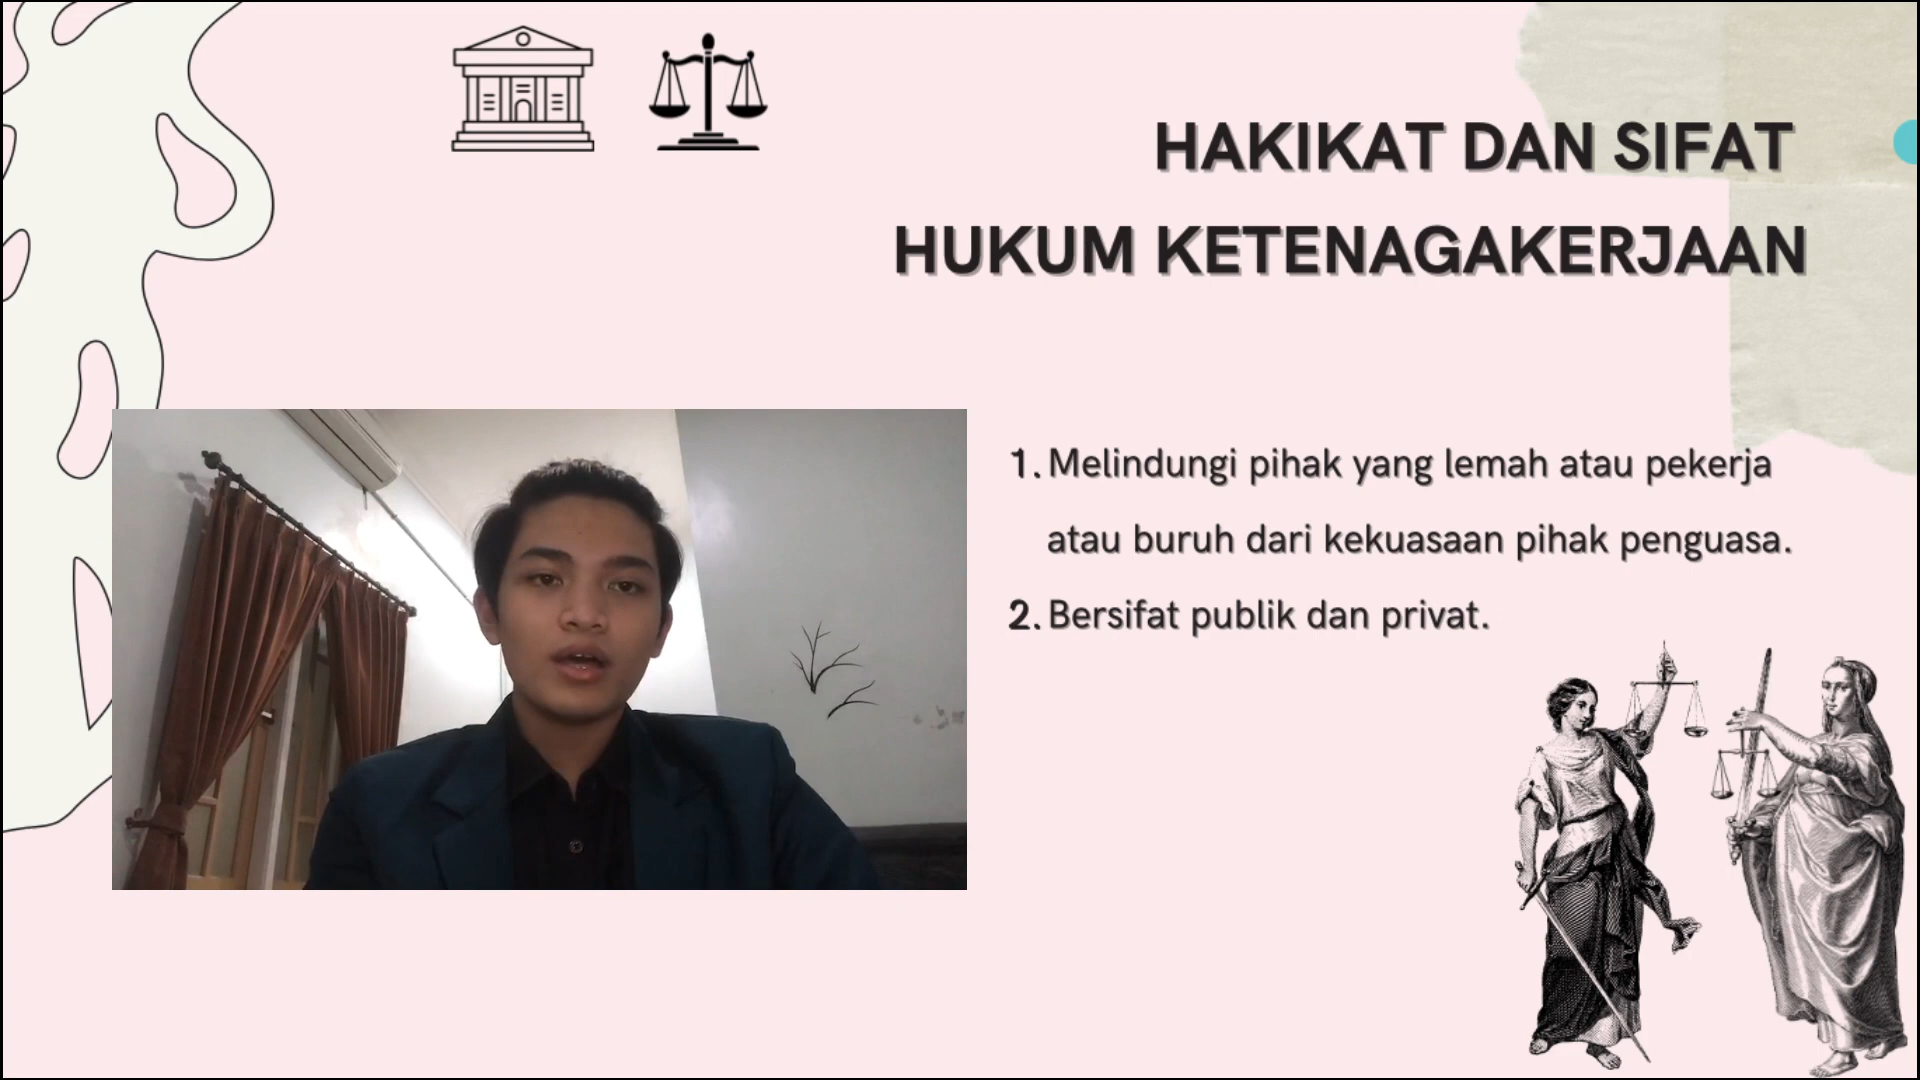 HAKIKAT DAN SIFAT
HUKUM KETENAGAKERJAAN
1. Melindungi pihak yang lemah atau pekerja
atau buruh dari kekuasaan pihak penguasa.
2. Bersifat publik dan privat.